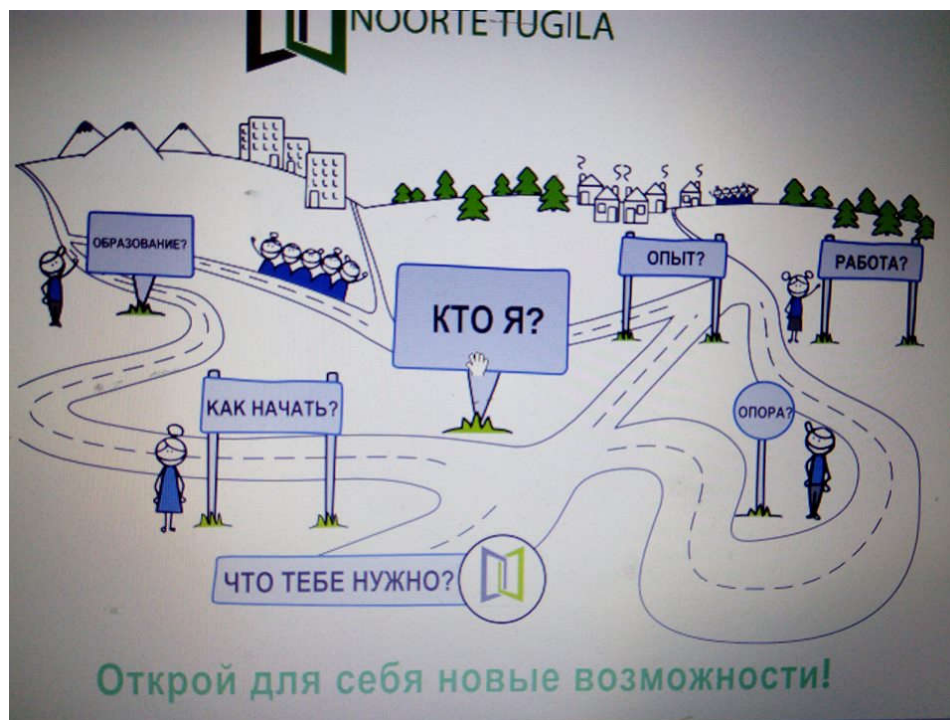 NOORTE TUGILA
ОБРАЗОВАНИЕ?
КТО Я?
ОПЫТ?
РАБОТА?
КАК НАЧАТЬ?
ОПОРА?
ЧТО ТЕБЕ НУЖНО?
Открой для себя новые возможности!